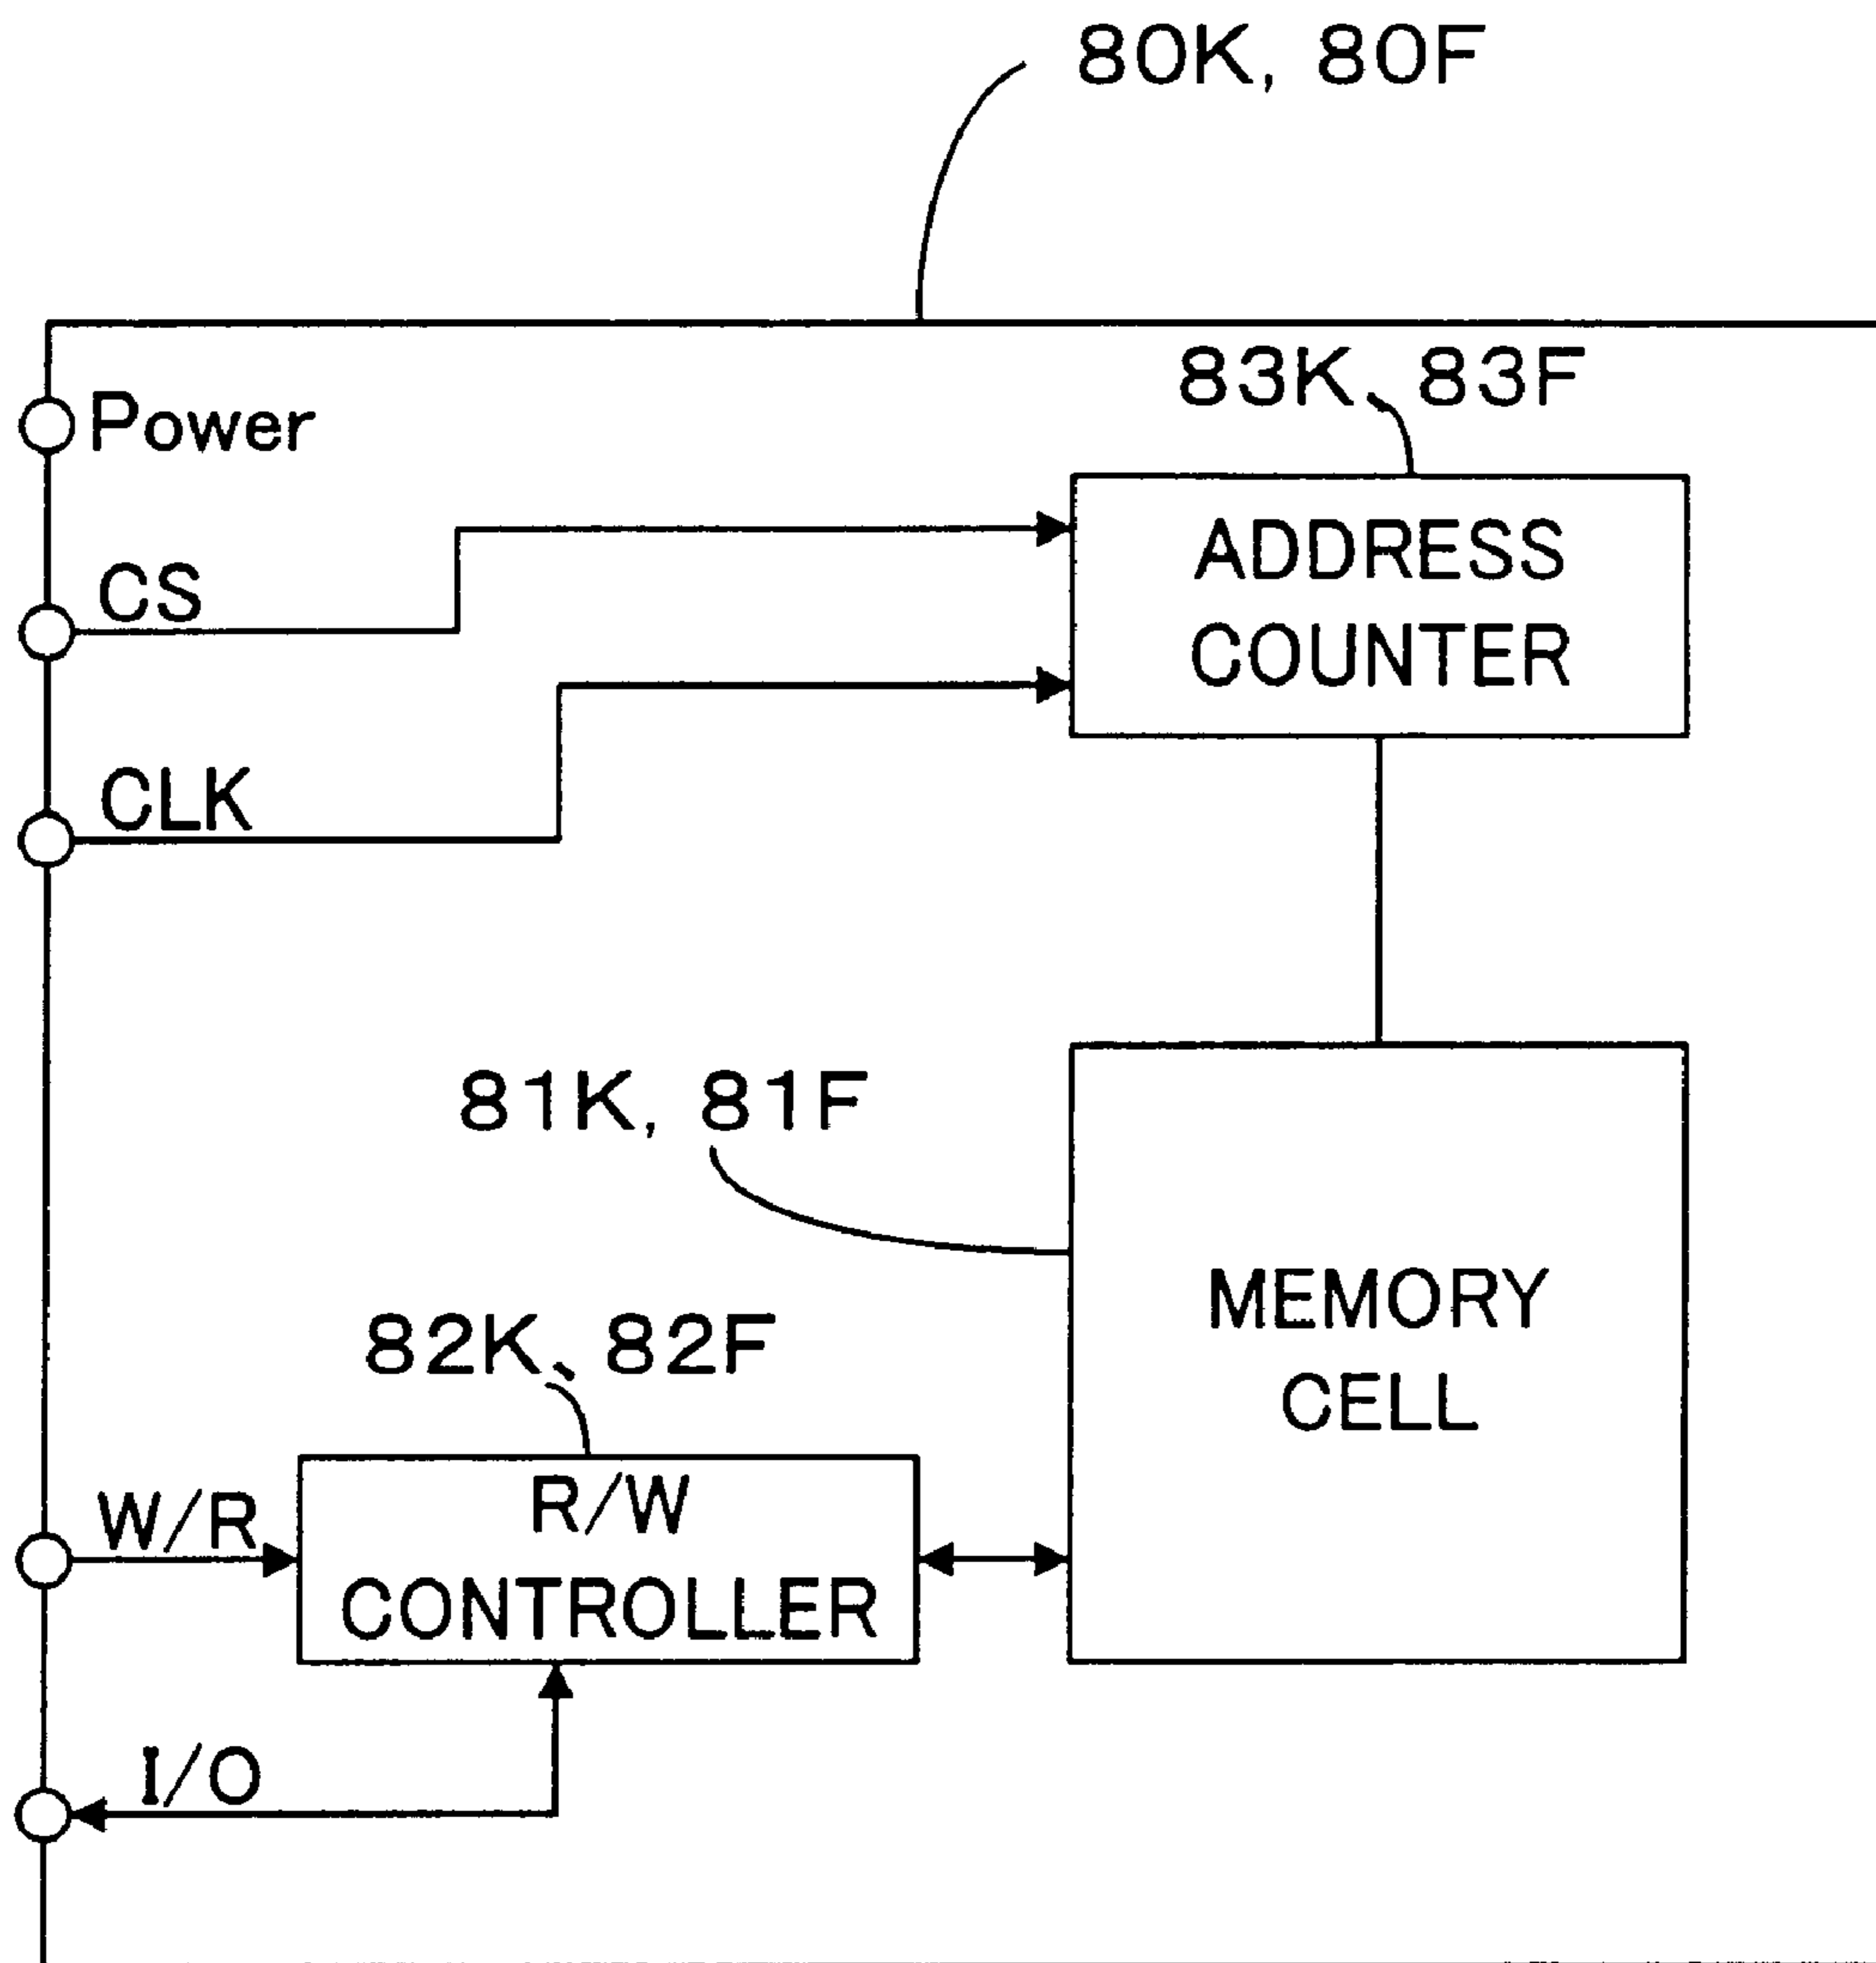 80K, 80F
83K, 83F
Power
ADDRESS
COUNTER
CS
CLK
81K, 81F
MEMORY
CELL
82K, 82F
R/W
CONTROLLER
W/R
I/O